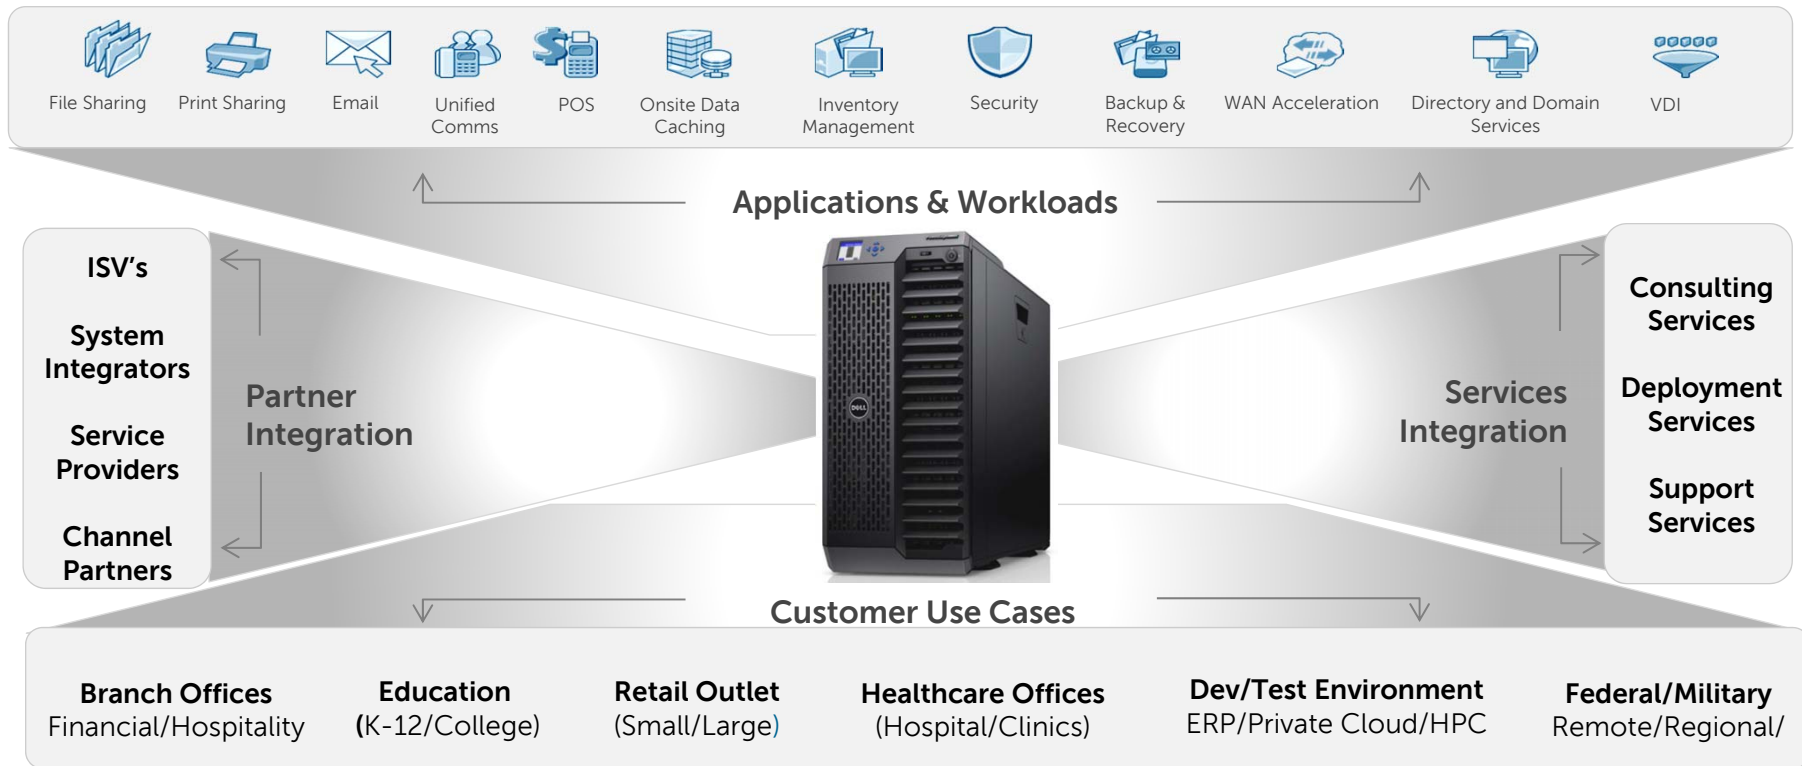 File Sharing
Print Sharing
Email
Unified
Comms
POS
Onsite Data
Caching
Inventory
Management
Security
Backup &
Recovery
WAN Acceleration
Directory and Domain
Services
VDI
Applications & Workloads
ISV's
System
Integrators
Service
Providers
Channel
Partners
Partner
Integration
DELL
Services
Integration
Consulting
Services
Deployment
Services
Support
Services
Customer Use Cases
Branch Offices
Financial/Hospitality
Education
(K-12/College)
Retail Outlet
(Small/Large)
Healthcare Offices
(Hospital/Clinics)
Dev/Test Environment
ERP/Private Cloud/HPC
Federal/Military
Remote/Regional/